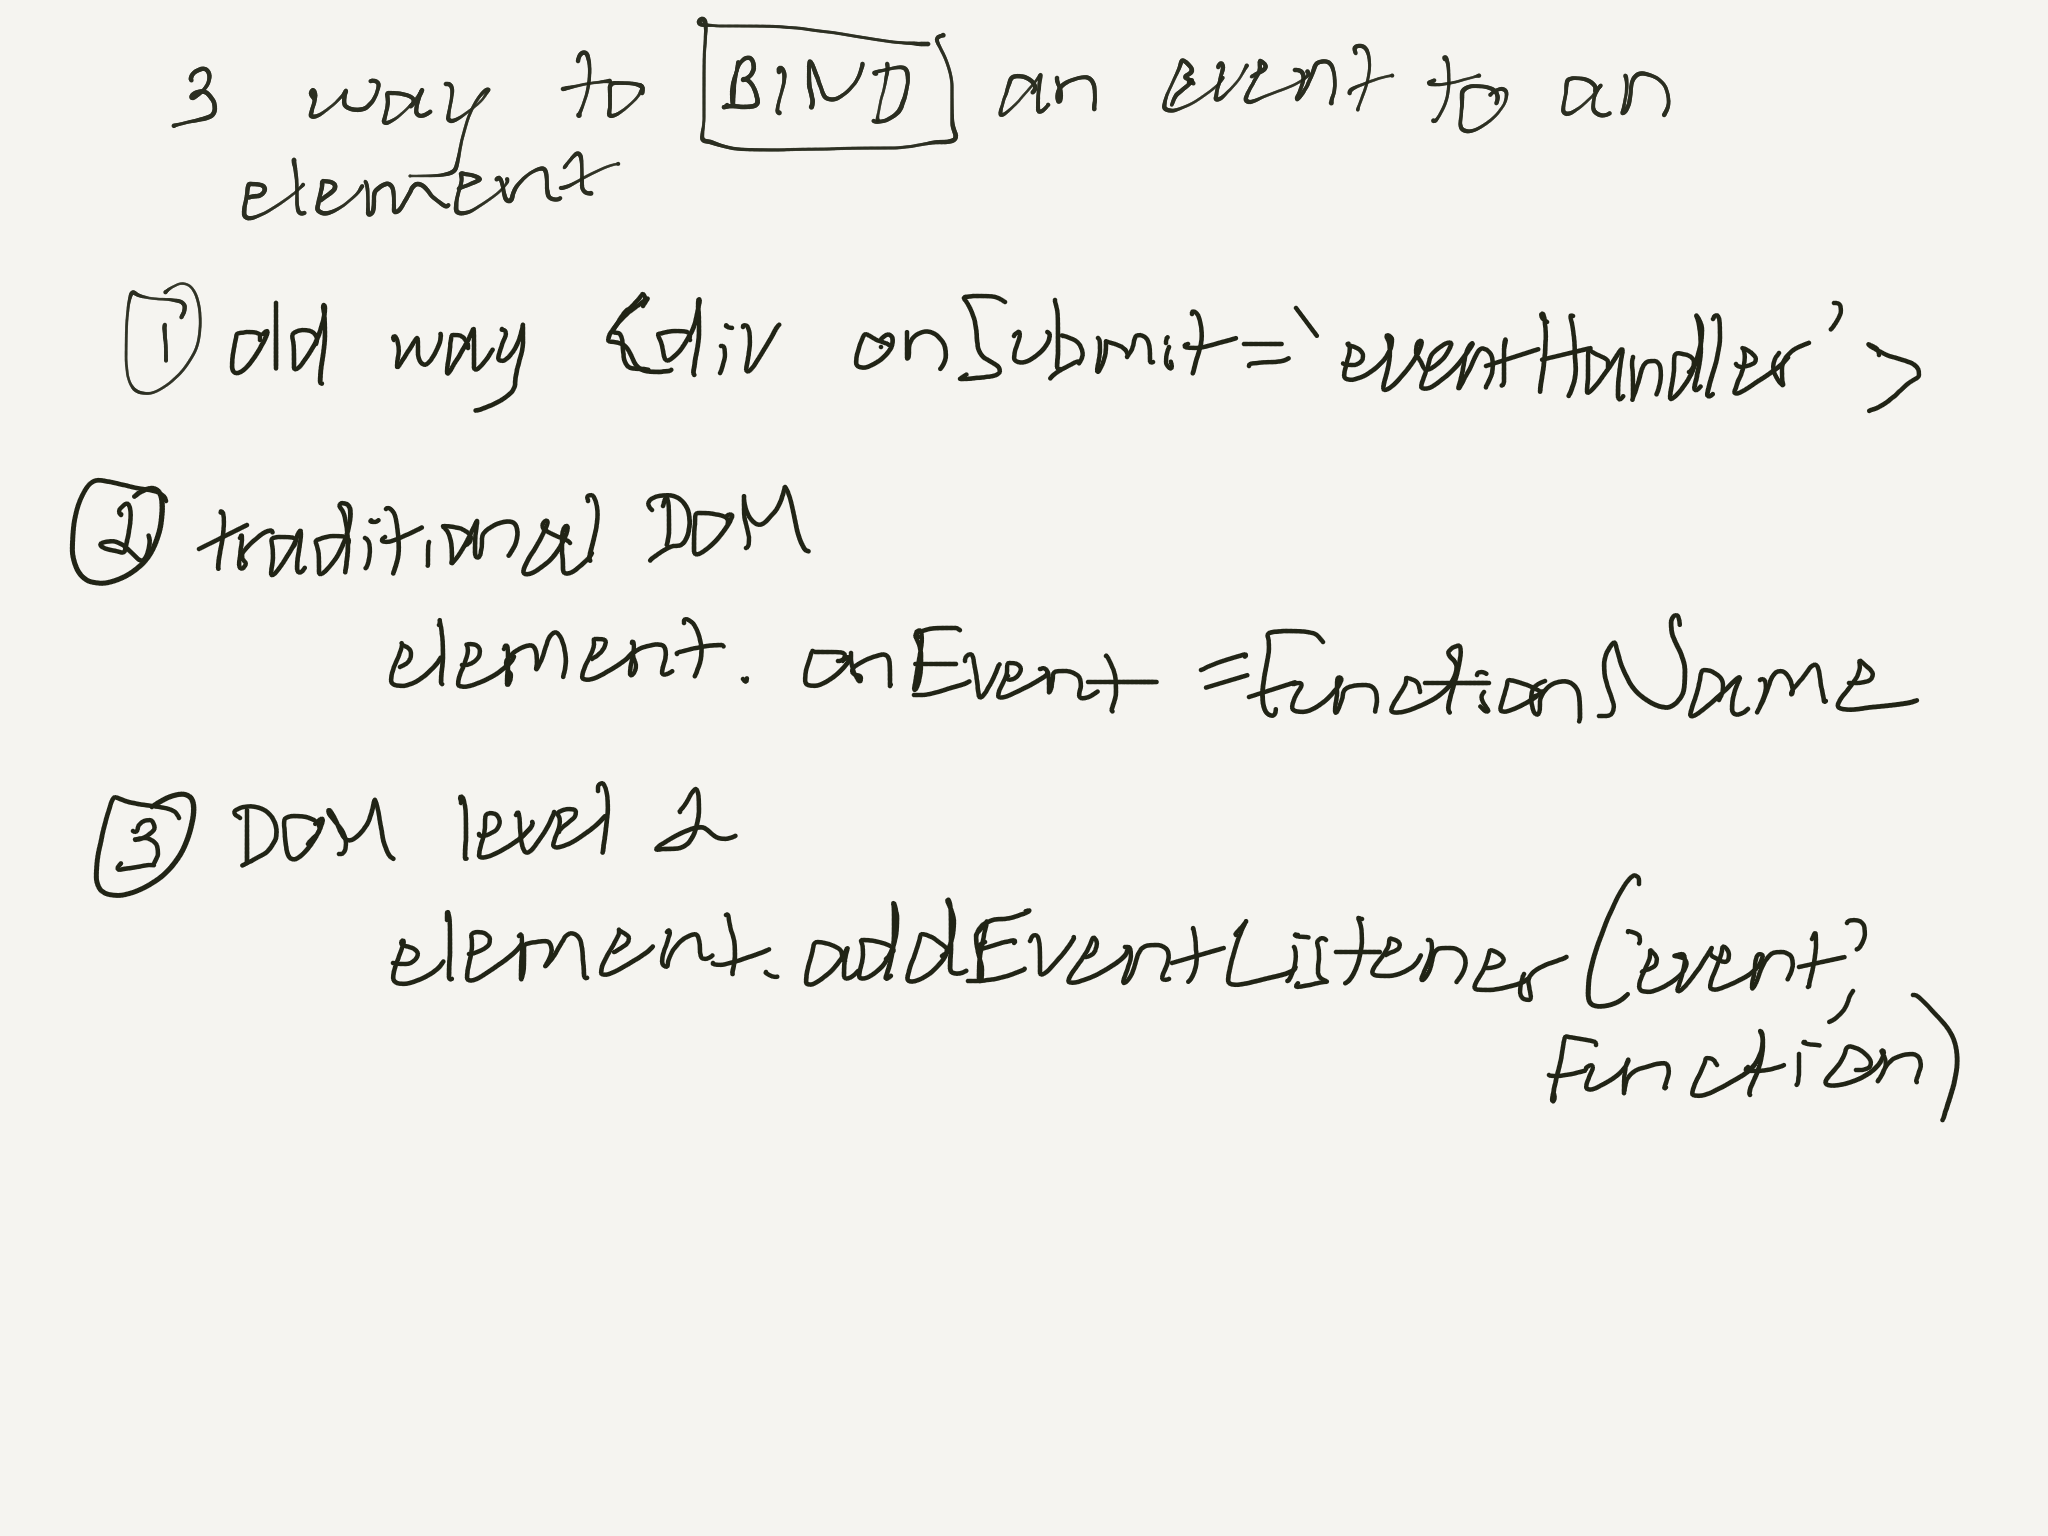 3 way to BIND an event to an
element
1 old way <div onSubmit=‘eventHandler’>
2 traditional DOM
element. onEvent =FunctionName
3 DOM level 2
element.addEventListener(‘event’,
Function)